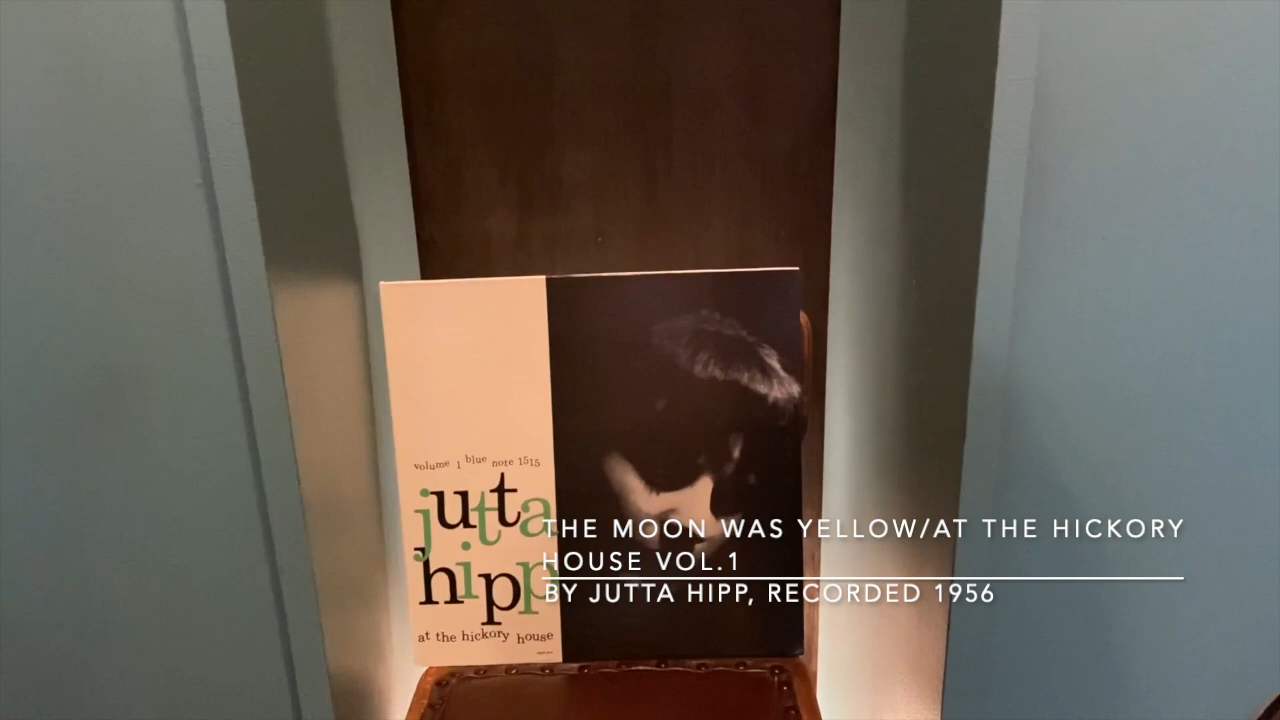 volume 1 blue note 1515
jutta
hipp
at the hickory house
THE MOON WAS YELLOW/AT THE HICKORY
HOUSE VOL.1
BY JUTTA HIPP, RECORDED 1956